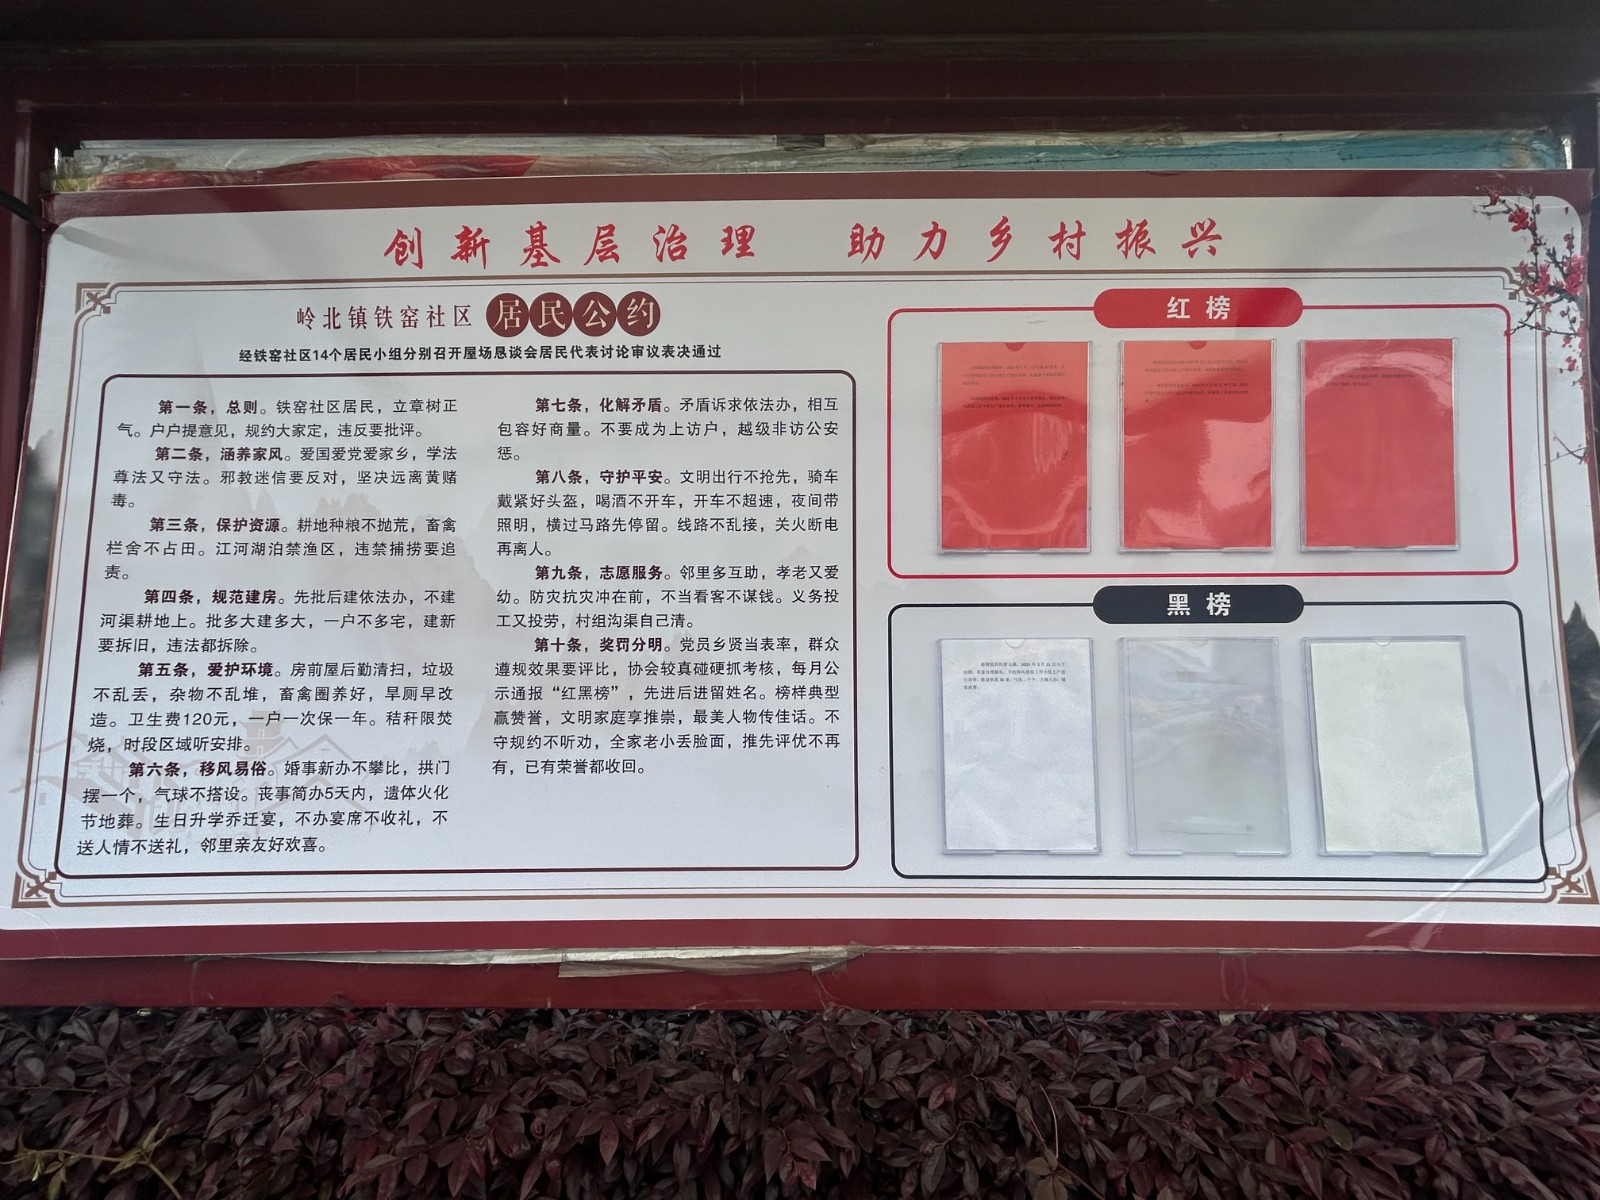 创新基层治理 助力乡村振兴
岭北镇铁窑社区 居民公约
经铁窑社区14个居民小组分别召开屋场恳谈会居民代表讨论审议表决通过
第一条，总则。铁窑社区居民，立章树正
气。户户提意见，规约大家定，违反要批评。
第二条，涵养家风。爱国爱党爱家乡，学法
尊法又守法。邪教迷信要反对，坚决远离黄赌
毒。
第三条，保护资源。耕地种粮不抛荒，畜禽
栏舍不占田。江河湖泊禁渔区，违禁捕捞要追
责。
第四条，规范建房。先批后建依法办，不建
河渠耕地上。批多大建多大，一户不多宅，建新
要拆旧，违法都拆除。
第五条，爱护环境。房前屋后勤清扫，垃圾
不乱丢，杂物不乱堆，畜禽圈养好，旱厕早改
造。卫生费120元，一户一次保一年。秸秆限焚
烧，时段区域听安排。
第六条，移风易俗。婚事新办不攀比，拱门
摆一个，气球不搭设。丧事简办5天内，遗体火化
节地葬。生日升学乔迁宴，不办宴席不收礼，不
送人情不送礼，邻里亲友好欢喜。
第七条，化解矛盾。矛盾诉求依法办，相互
包容好商量。不要成为上访户，越级非访公安
惩。
第八条，守护平安。文明出行不抢先，骑车
戴紧好头盔，喝酒不开车，开车不超速，夜间带
照明，横过马路先停留。线路不乱接，关火断电
再离人。
第九条，志愿服务。邻里多互助，孝老又爱
幼。防灾抗灾冲在前，不当看客不谋钱。义务投
工又投劳，村组沟渠自己清。
第十条，奖罚分明。党员乡贤当表率，群众
遵规效果要评比，协会较真碰硬抓考核，每月公
示通报“红黑榜”，先进后进留姓名。榜样典型
赢赞誉，文明家庭享推崇，最美人物传佳话。不
守规约不听劝，全家老小丢脸面，推先评优不再
有，已有荣誉都收回。
红榜
黑榜